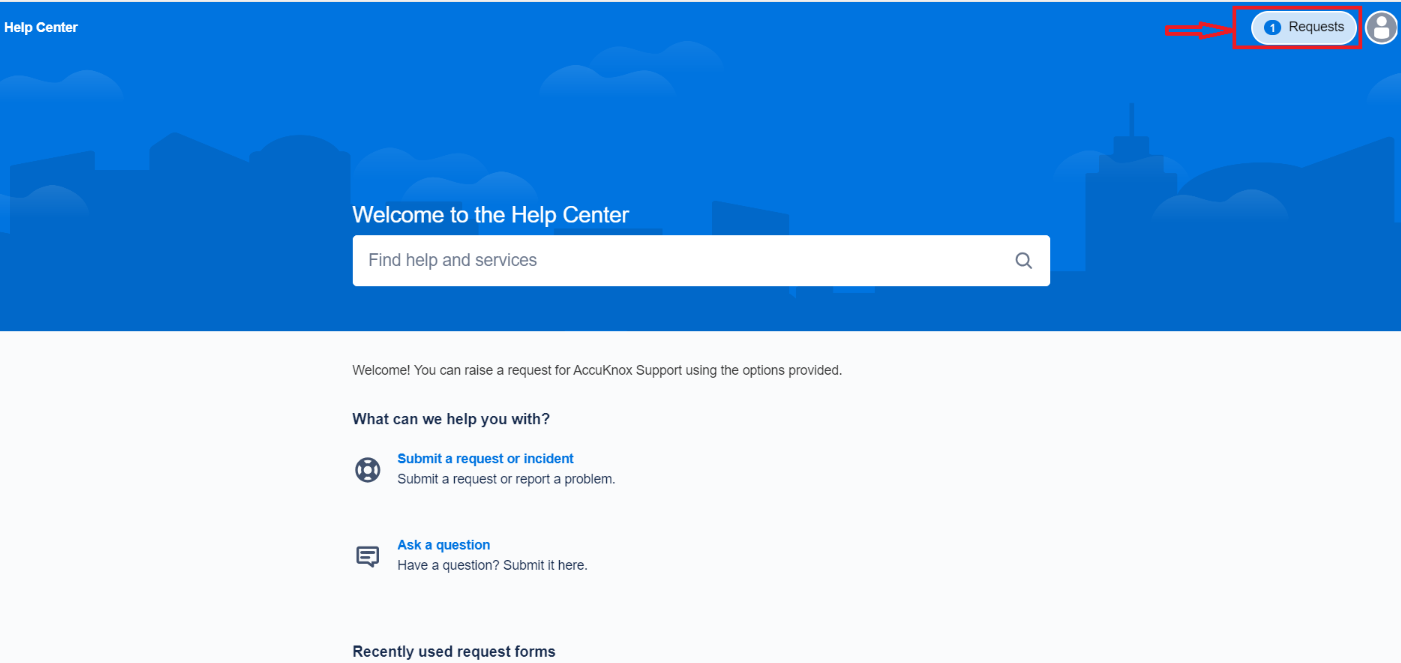 Help Center
1 Requests
Welcome to the Help Center
Find help and services
Welcome! You can raise a request for AccuKnox Support using the options provided.
What can we help you with?
Submit a request or incident
Submit a request or report a problem.
Ask a question
Have a question? Submit it here.
Recently used request forms